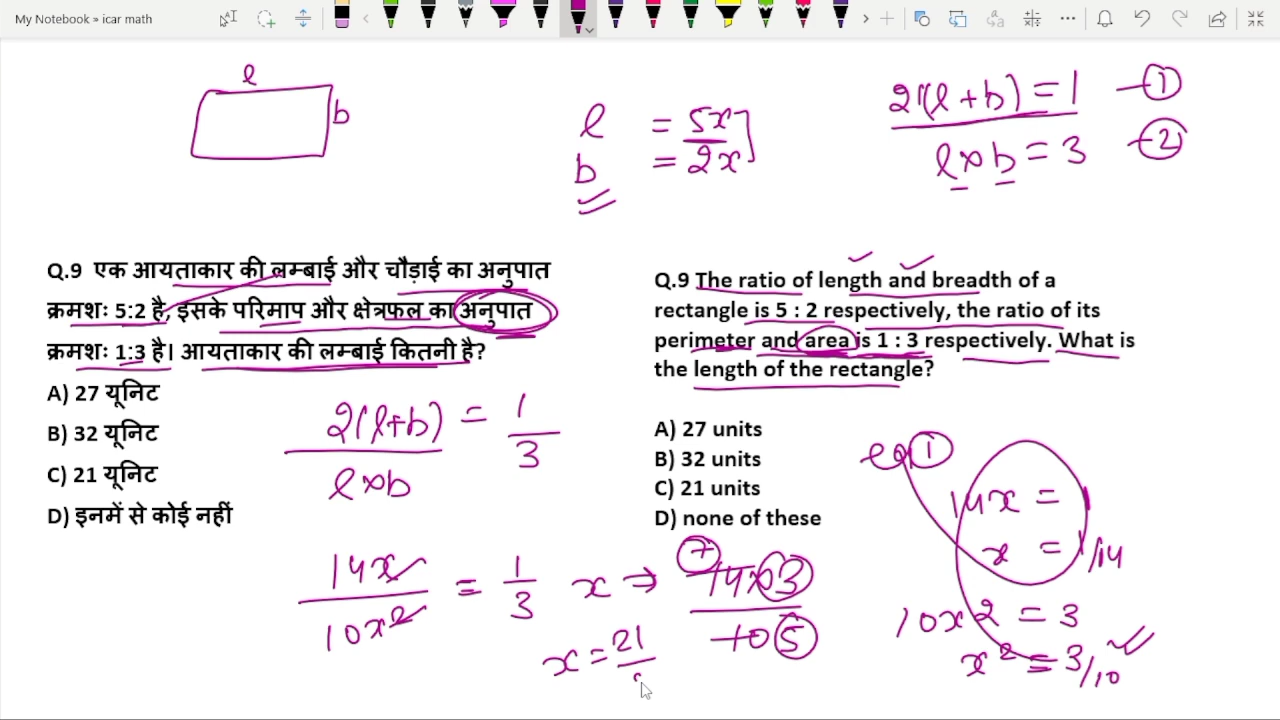 My Notebook » icar math
l
b
l = 5x
b = 2x
2(l+b) = 1 -①
l×b = 3 -②
Q.9 एक आयताकार की लम्बाई और चौड़ाई का अनुपात
क्रमशः 5:2 है, इसके परिमाप और क्षेत्रफल का अनुपात
क्रमशः 1:3 है। आयताकार की लम्बाई कितनी है?
A) 27 यूनिट
B) 32 यूनिट
C) 21 यूनिट
D) इनमें से कोई नहीं
2(l+b) = 1
l×b 3
14x = 1
10x² 3
Q.9 The ratio of length and breadth of a
rectangle is 5 : 2 respectively, the ratio of its
perimeter and area is 1 : 3 respectively. What is
the length of the rectangle?
A) 27 units
B) 32 units
C) 21 units
D) none of these
x ⇒ 14×3
10
7
5
x = 21
eq ①
14x = 1
x = 1/14
10x2 = 3
x² = 3/10